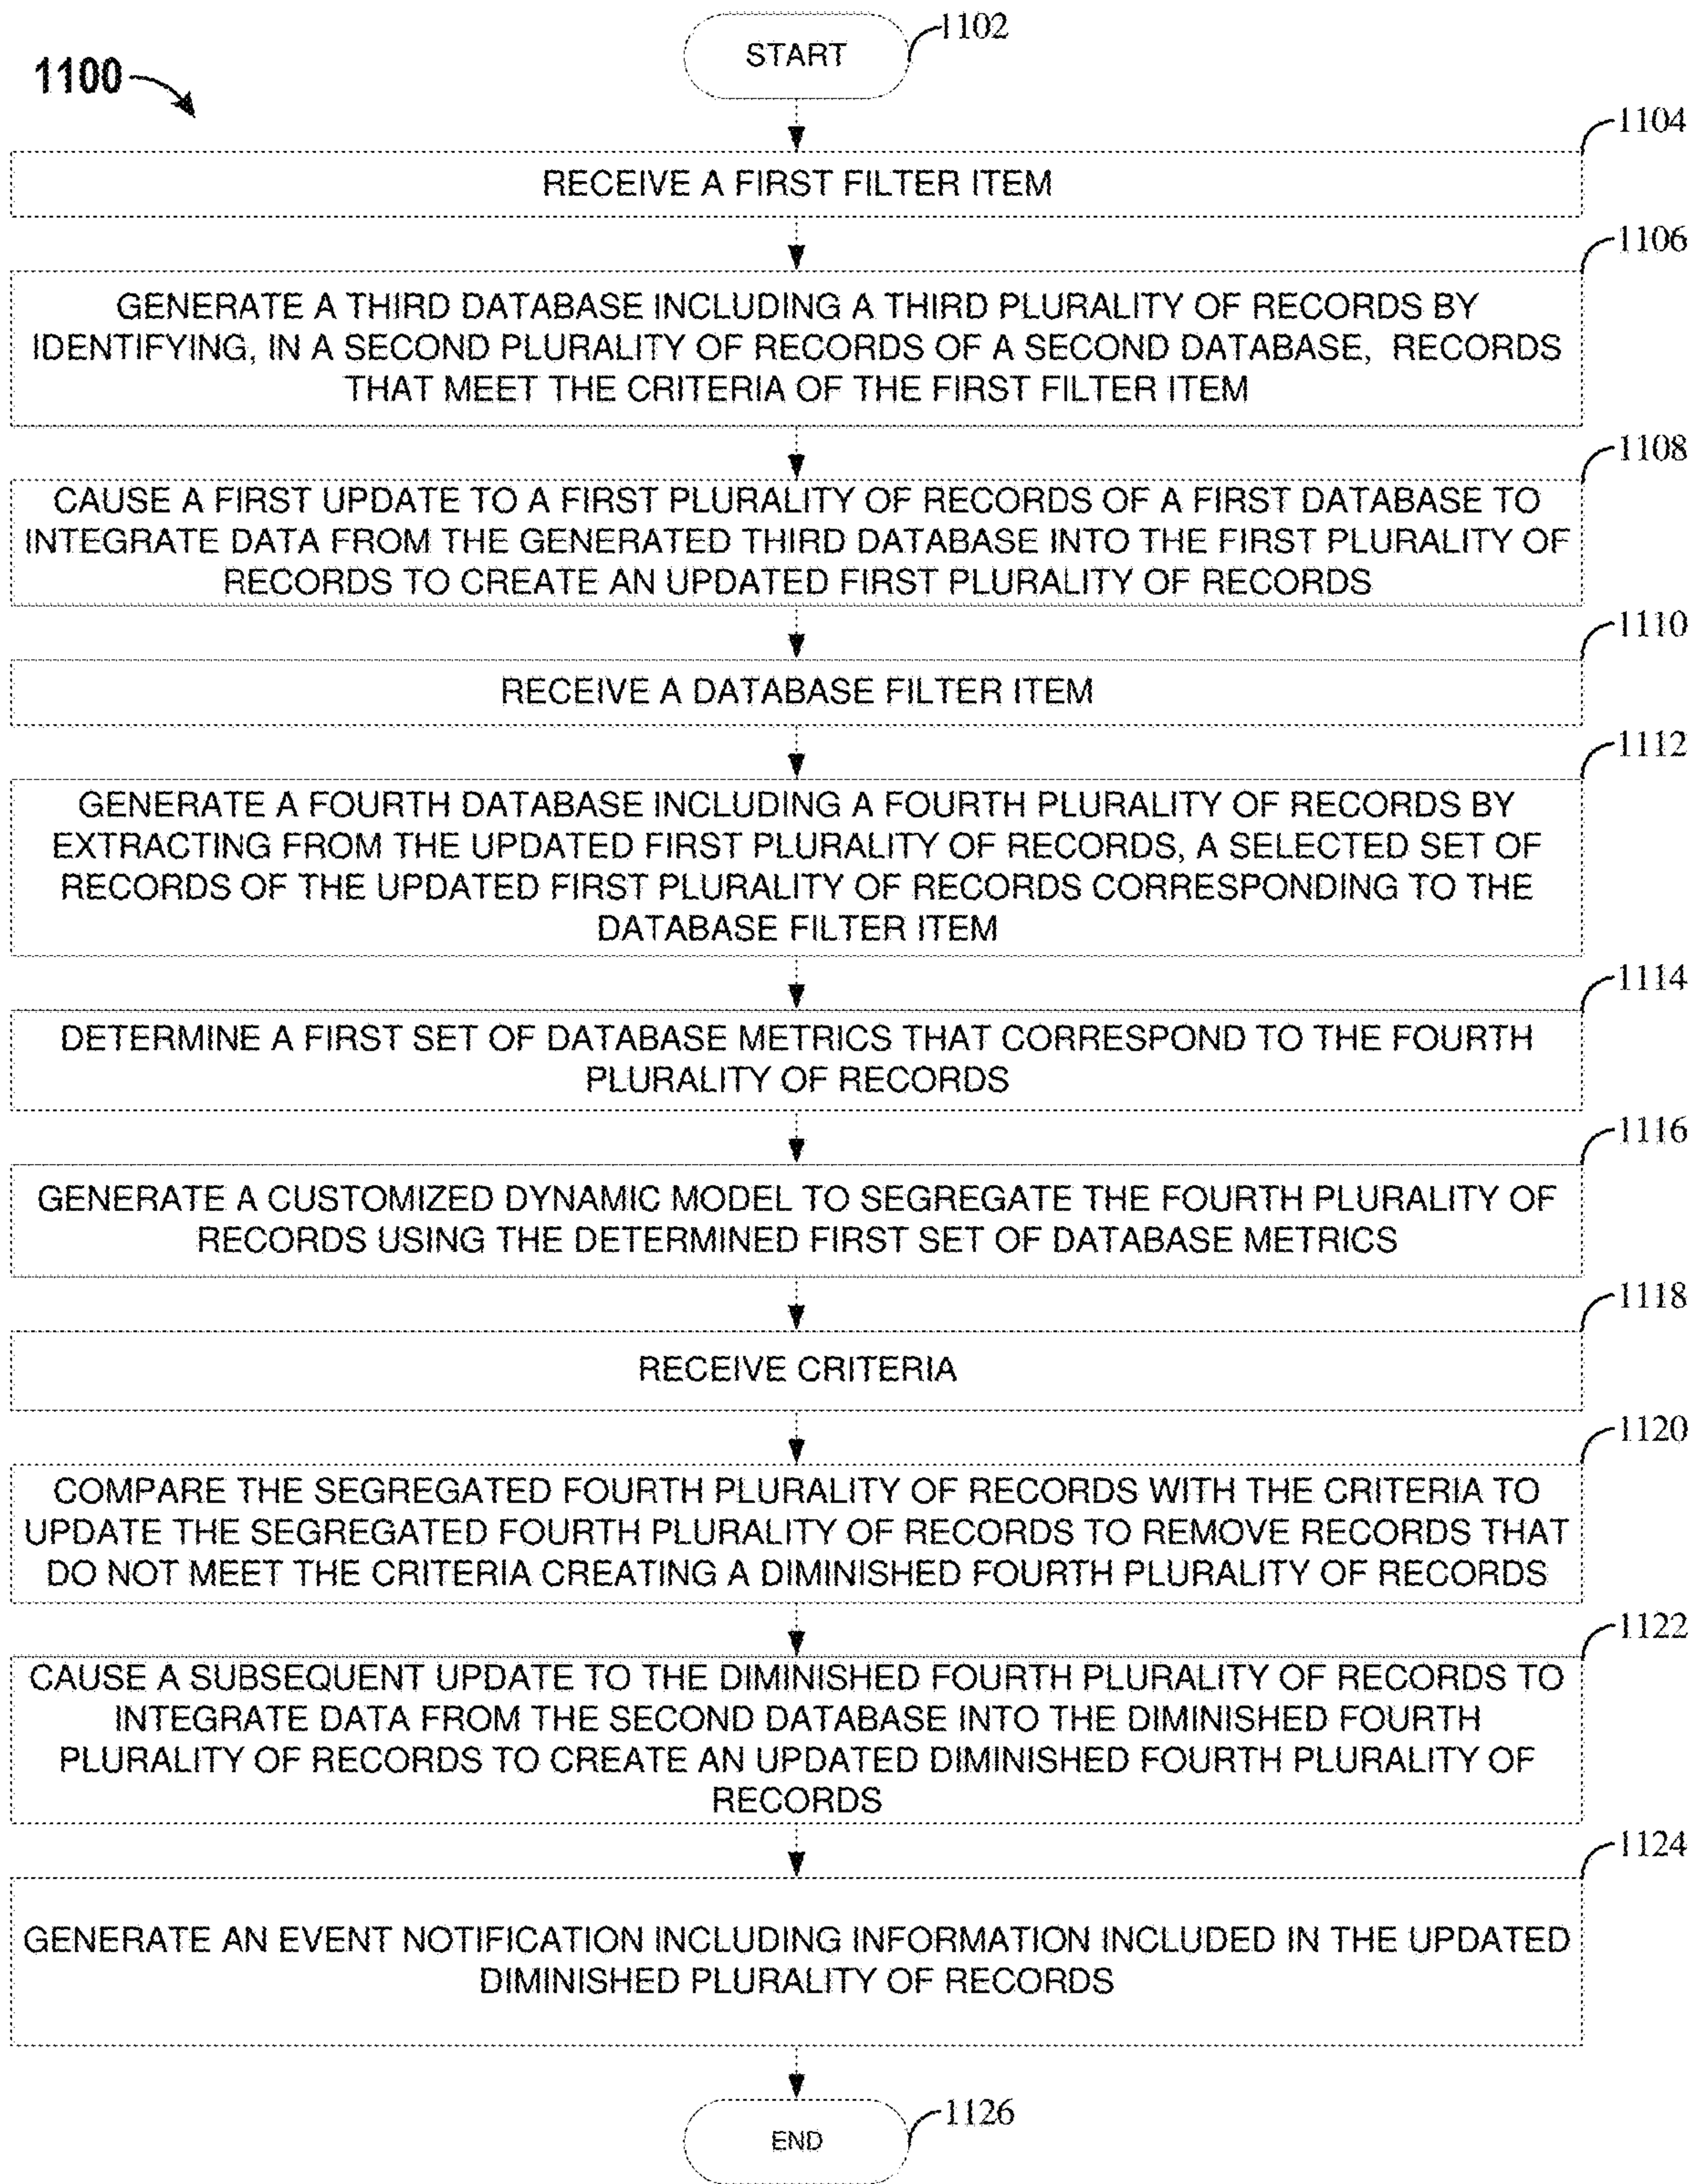 1100
START
1102
1104
RECEIVE A FIRST FILTER ITEM
1106
GENERATE A THIRD DATABASE INCLUDING A THIRD PLURALITY OF RECORDS BY
IDENTIFYING, IN A SECOND PLURALITY OF RECORDS OF A SECOND DATABASE, RECORDS
THAT MEET THE CRITERIA OF THE FIRST FILTER ITEM
1108
CAUSE A FIRST UPDATE TO A FIRST PLURALITY OF RECORDS OF A FIRST DATABASE TO
INTEGRATE DATA FROM THE GENERATED THIRD DATABASE INTO THE FIRST PLURALITY OF
RECORDS TO CREATE AN UPDATED FIRST PLURALITY OF RECORDS
1110
RECEIVE A DATABASE FILTER ITEM
1112
GENERATE A FOURTH DATABASE INCLUDING A FOURTH PLURALITY OF RECORDS BY
EXTRACTING FROM THE UPDATED FIRST PLURALITY OF RECORDS, A SELECTED SET OF
RECORDS OF THE UPDATED FIRST PLURALITY OF RECORDS CORRESPONDING TO THE
DATABASE FILTER ITEM
1114
DETERMINE A FIRST SET OF DATABASE METRICS THAT CORRESPOND TO THE FOURTH
PLURALITY OF RECORDS
1116
GENERATE A CUSTOMIZED DYNAMIC MODEL TO SEGREGATE THE FOURTH PLURALITY OF
RECORDS USING THE DETERMINED FIRST SET OF DATABASE METRICS
1118
RECEIVE CRITERIA
1120
COMPARE THE SEGREGATED FOURTH PLURALITY OF RECORDS WITH THE CRITERIA TO
UPDATE THE SEGREGATED FOURTH PLURALITY OF RECORDS TO REMOVE RECORDS THAT
DO NOT MEET THE CRITERIA CREATING A DIMINISHED FOURTH PLURALITY OF RECORDS
1122
CAUSE A SUBSEQUENT UPDATE TO THE DIMINISHED FOURTH PLURALITY OF RECORDS TO
INTEGRATE DATA FROM THE SECOND DATABASE INTO THE DIMINISHED FOURTH
PLURALITY OF RECORDS TO CREATE AN UPDATED DIMINISHED FOURTH PLURALITY OF
RECORDS
1124
GENERATE AN EVENT NOTIFICATION INCLUDING INFORMATION INCLUDED IN THE UPDATED
DIMINISHED PLURALITY OF RECORDS
1126
END